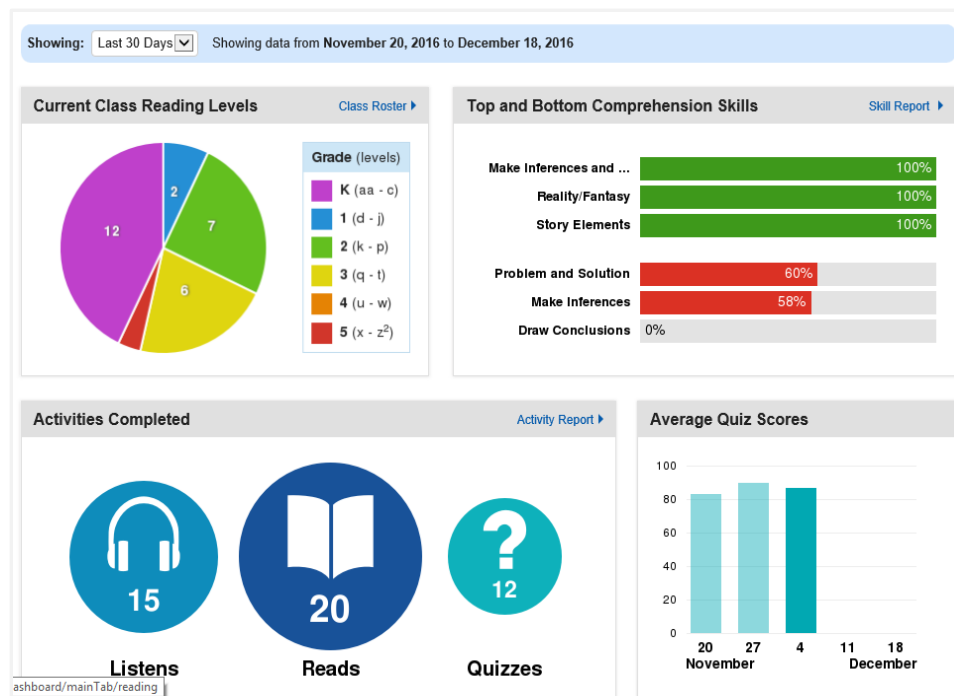 Showing: Last 30 Days Showing data from November 20, 2016 to December 18, 2016
Current Class Reading Levels Class Roster
Grade (levels)
K (aa - c)
1 (d - j)
2 (k - p)
3 (q - t)
4 (u - w)
5 (x - z²)
2
7
12
6
Top and Bottom Comprehension Skills Skill Report
Make Inferences and ... 100%
Reality/Fantasy 100%
Story Elements 100%
Problem and Solution 60%
Make Inferences 58%
Draw Conclusions 0%
Activities Completed Activity Report
15
20
12
Listens Reads Quizzes
Average Quiz Scores
100
80
60
40
20
0
20 27 4 11 18
November December
ashboard/mainTab/reading